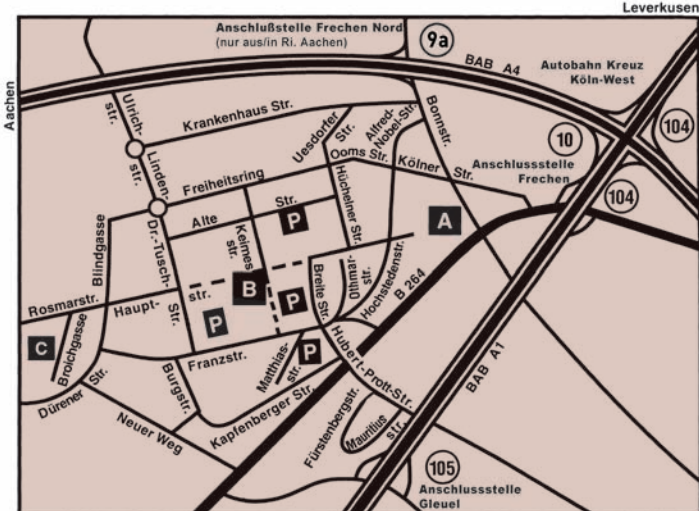 Leverkusen
Anschlußstelle Frechen Nord
(nur aus/in Ri. Aachen)
9a
BAB A4
Autobahn Kreuz
Köln-West
Aachen
Ulrich-
str.
Krankenhaus Str.
Uesdorfer
Str.
Alfred-
Nobel-Str.
Bonnstr.
10
104
Anschlussstelle
Frechen
Linden-
str.
Freiheitsring
Ooms Str.
Kölner Str.
104
Hüchelner Str.
Alte Str.
P
A
Keimes
str.
Blindgasse
Dr.-Tusch-
Str.
Othmar-
str.
Hochstedenstr.
B 264
Rosmarstr.
Haupt-
str.
B
P
Breite Str.
P
C
Broichgasse
Dürener Str.
Franzstr.
Matthias-
str.
P
Hubert-Prott-Str.
BAB A1
Burgstr.
Kapfenberger Str.
Neuer Weg
Fürstenbergstr.
Mauritius
str.
105
Anschlussstelle
Gleuel